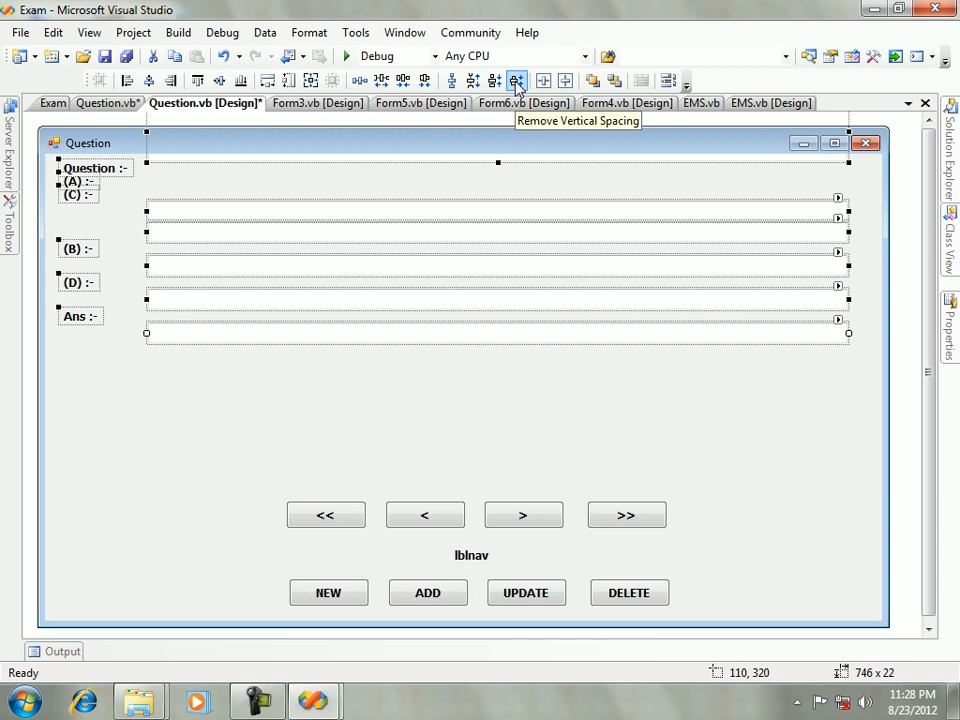 Exam - Microsoft Visual Studio
File Edit View Project Build Debug Data Format Tools Window Community Help
Debug Any CPU
Exam Question.vb* Question.vb [Design]* Form3.vb [Design] Form5.vb [Design] Form6.vb [Design] Form4.vb [Design] EMS.vb EMS.vb [Design]
Remove Vertical Spacing
Server Explorer
Toolbox
Solution Explorer
Class View
Properties
Question
Question :-
(A) :-
(C) :-
(B) :-
(D) :-
Ans :-
<< < > >>
lblnav
NEW ADD UPDATE DELETE
Output
Ready 110, 320 746 x 22
11:28 PM
8/23/2012